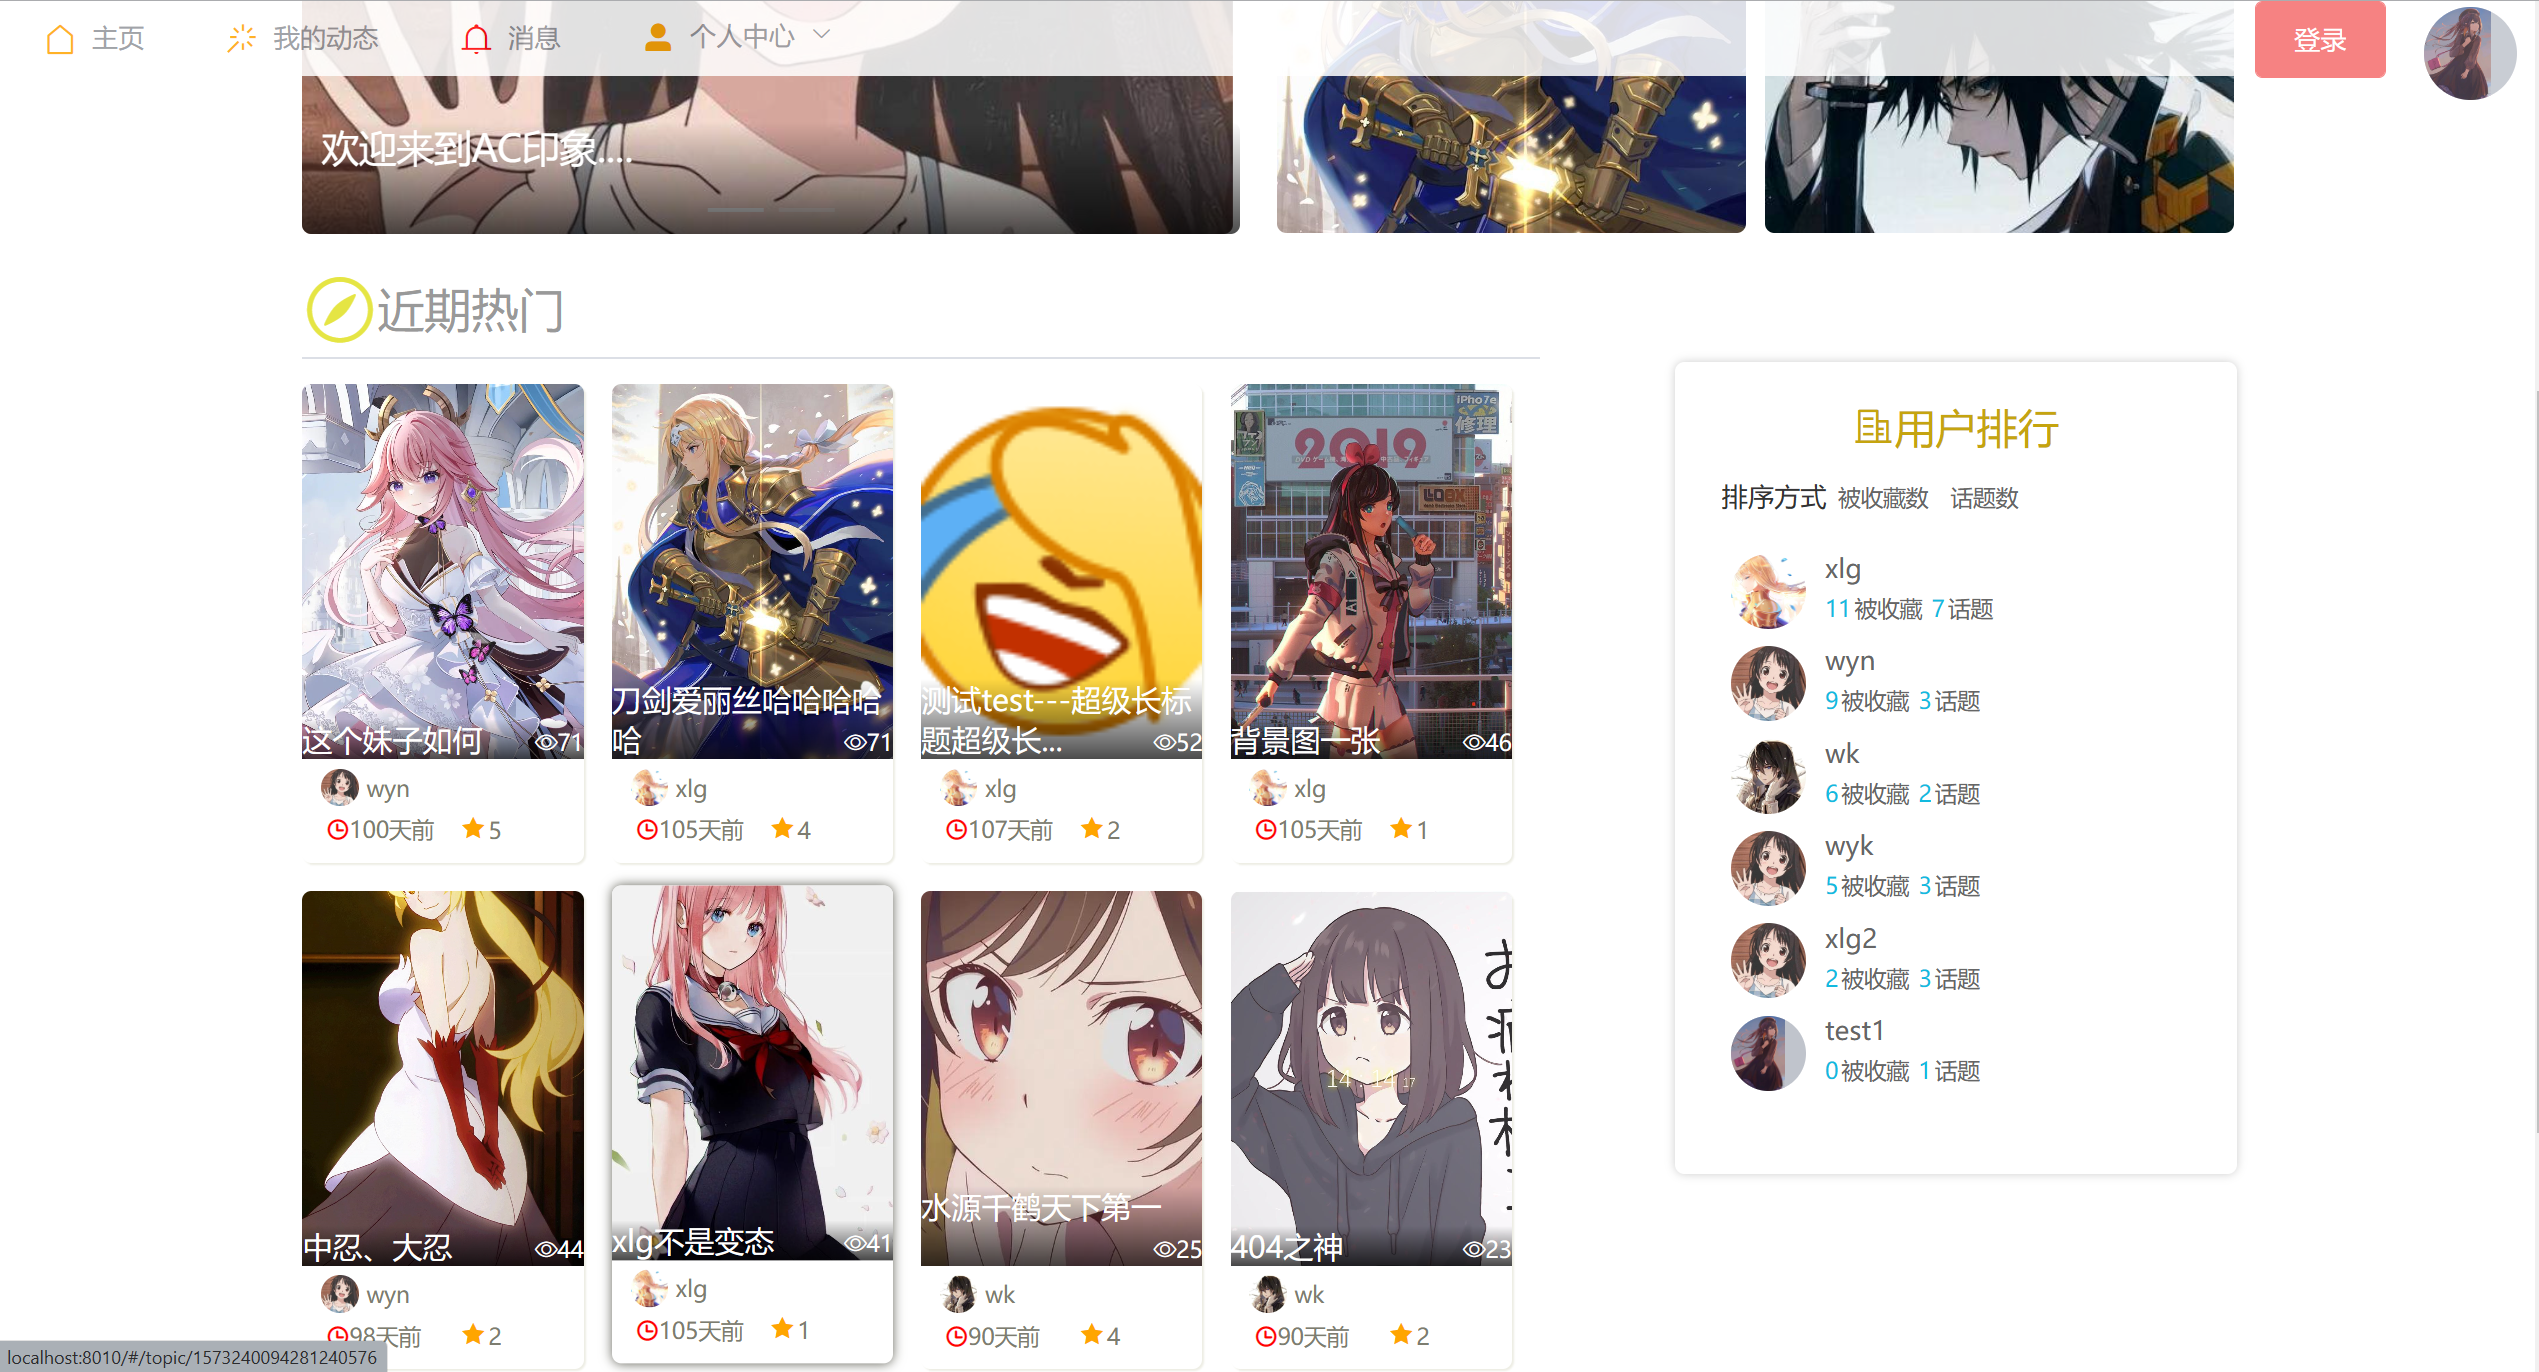 主页
我的动态
消息
个人中心
登录
欢迎来到AC印象....
近期热门
iPho7e
修理
2019
这个妹子如何
71
刀剑爱丽丝哈哈哈哈
哈
71
测试test---超级长标
题超级长...
52
背景图一张
46
wyn
100天前
5
xlg
105天前
4
xlg
107天前
2
xlg
105天前
1
中忍、大忍
44
xlg不是变态
41
水源千鹤天下第一
25
14 : 14 17
404之神
23
wyn
98天前
2
xlg
105天前
1
wk
90天前
4
wk
90天前
2
用户排行
排序方式 被收藏数 话题数
xlg
11被收藏 7话题
wyn
9被收藏 3话题
wk
6被收藏 2话题
wyk
5被收藏 3话题
xlg2
2被收藏 3话题
test1
0被收藏 1话题
localhost:8010/#/topic/1573240094281240576